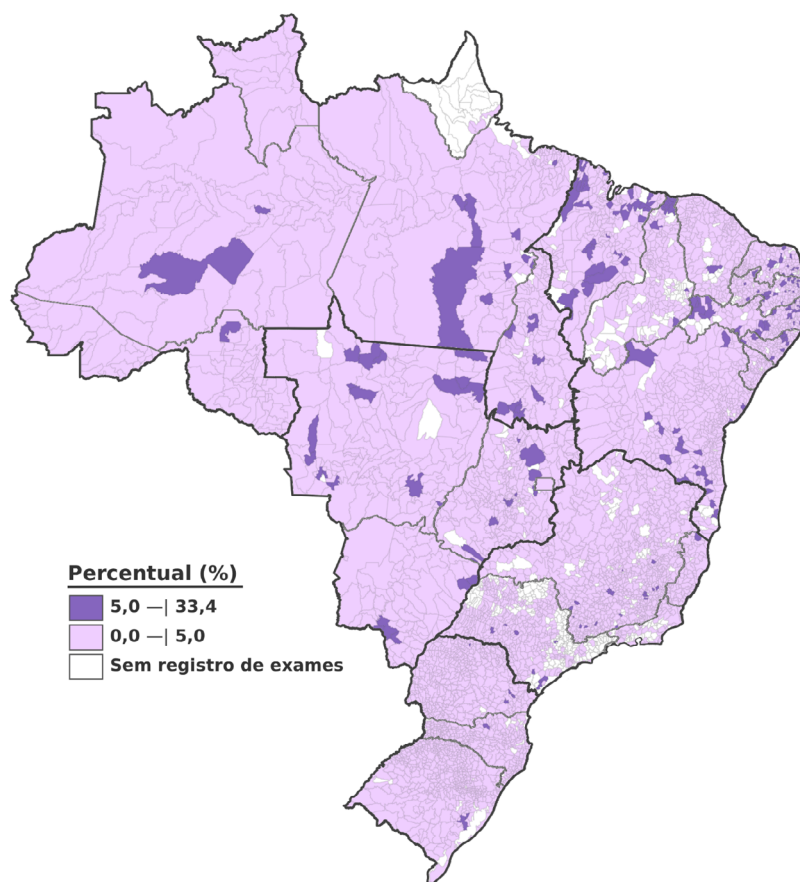 Percentual (%)
5,0 —| 33,4
0,0 —| 5,0
Sem registro de exames